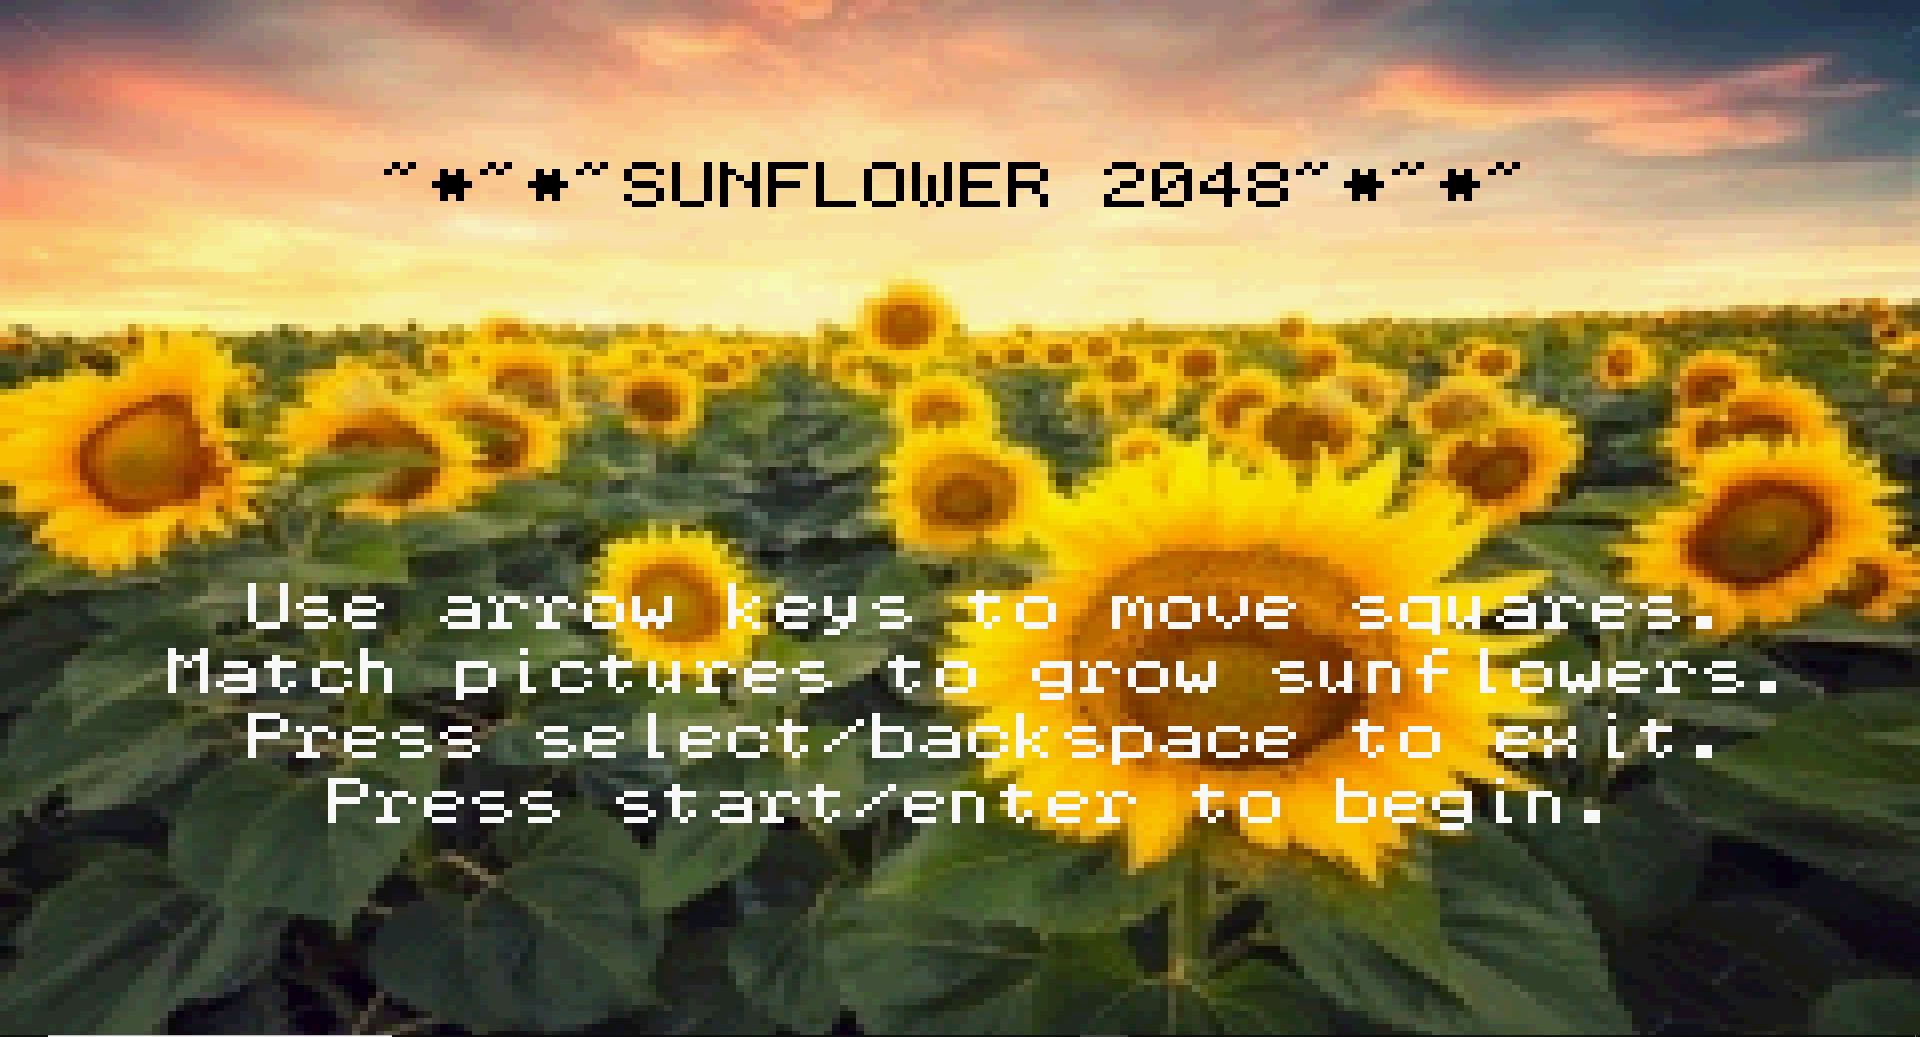 ~*~*~SUNFLOWER 2048~*~*~
Use arrow keys to move squares.
Match pictures to grow sunflowers.
Press select/backspace to exit.
Press start/enter to begin.